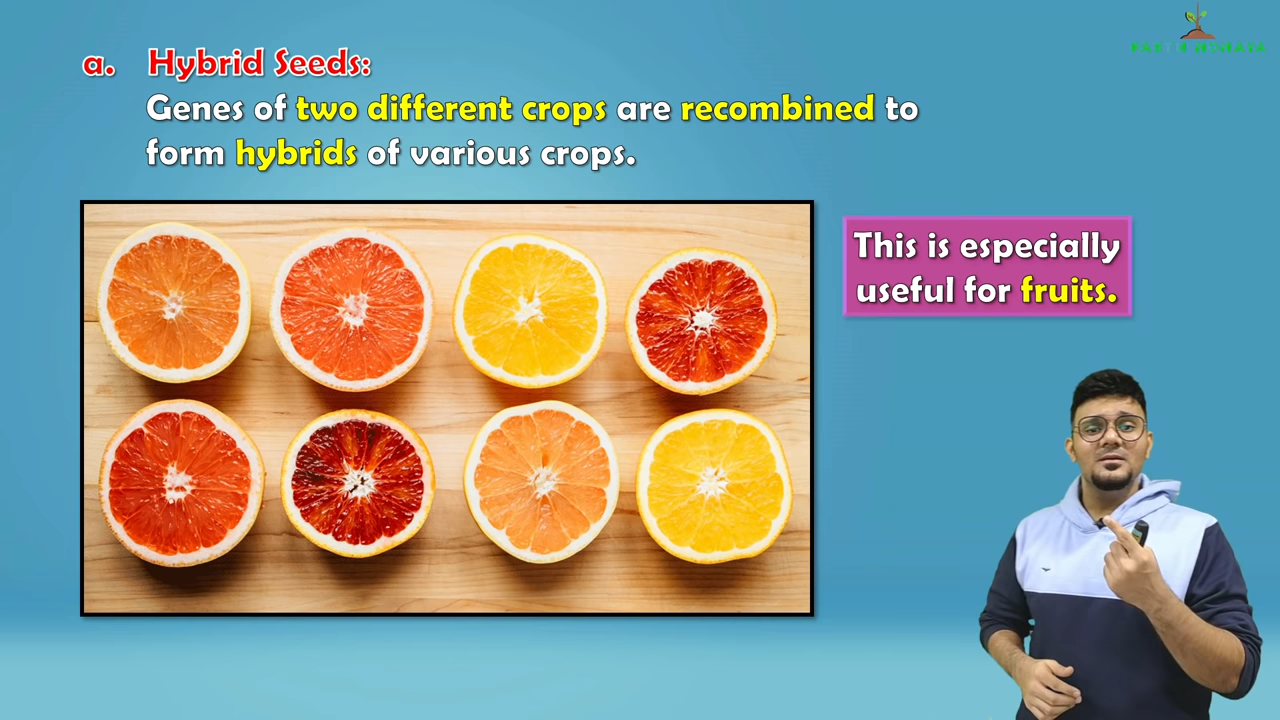 a. Hybrid Seeds:
Genes of two different crops are recombined to
form hybrids of various crops.
This is especially
useful for fruits.